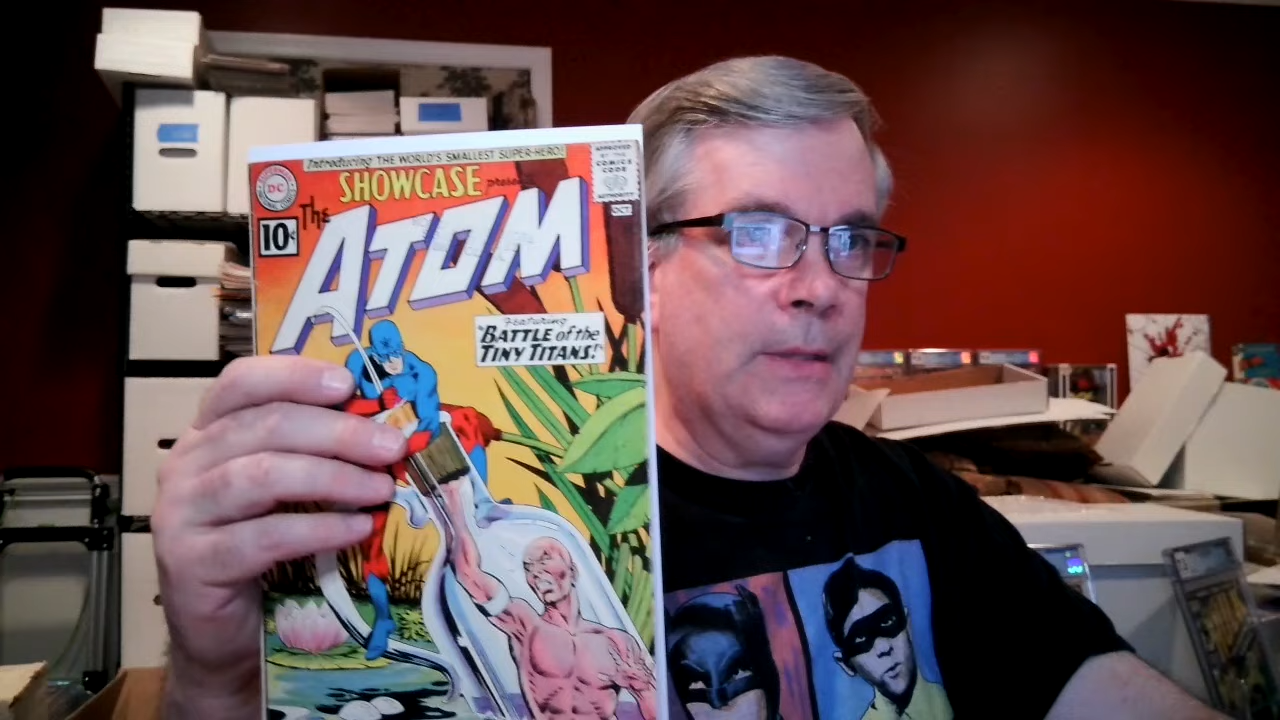 Introducing THE WORLD'S SMALLEST SUPER-HERO!
SHOWCASE presents
DC
APPROVED
BY THE
COMICS
CODE
AUTHORITY
OCT.
The
ATOM
10¢
Featuring
"BATTLE of the
TINY TITANS!"